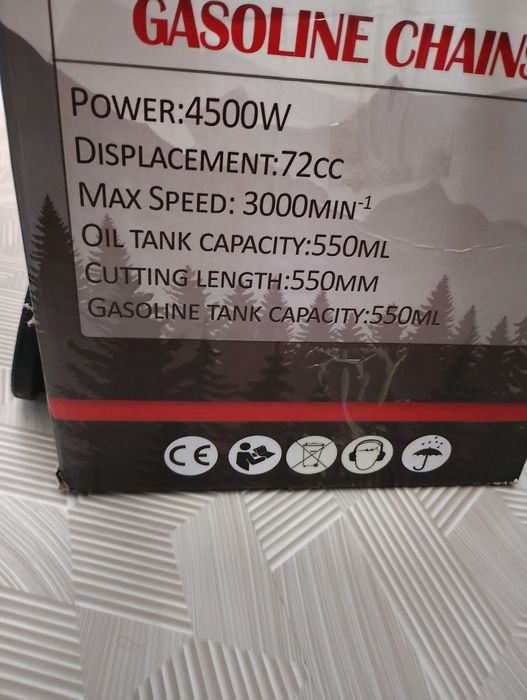 GASOLINE CHAINS
POWER:4500W
DISPLACEMENT:72CC
MAX SPEED: 3000MIN-1
OIL TANK CAPACITY:550ML
CUTTING LENGTH:550MM
GASOLINE TANK CAPACITY:550ML
CE